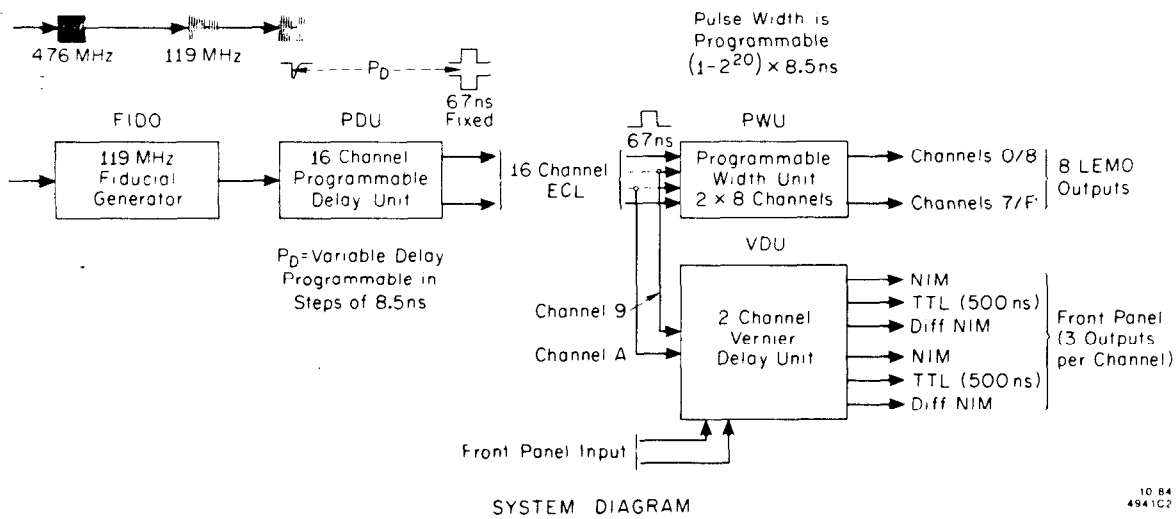 476 MHz
119 MHz
P_D
67ns
Fixed
Pulse Width is
Programmable
(1-2^20) × 8.5ns
FIDO
119 MHz
Fiducial
Generator
PDU
16 Channel
Programmable
Delay Unit
P_D=Variable Delay
Programmable in
Steps of 8.5ns
16 Channel
ECL
67ns
PWU
Programmable
Width Unit
2 × 8 Channels
Channels 0/8
Channels 7/F
8 LEMO
Outputs
VDU
Channel 9
Channel A
2 Channel
Vernier
Delay Unit
NIM
TTL (500 ns)
Diff NIM
NIM
TTL (500 ns)
Diff NIM
Front Panel
(3 Outputs
per Channel)
Front Panel Input
SYSTEM DIAGRAM
10 84
4941C2